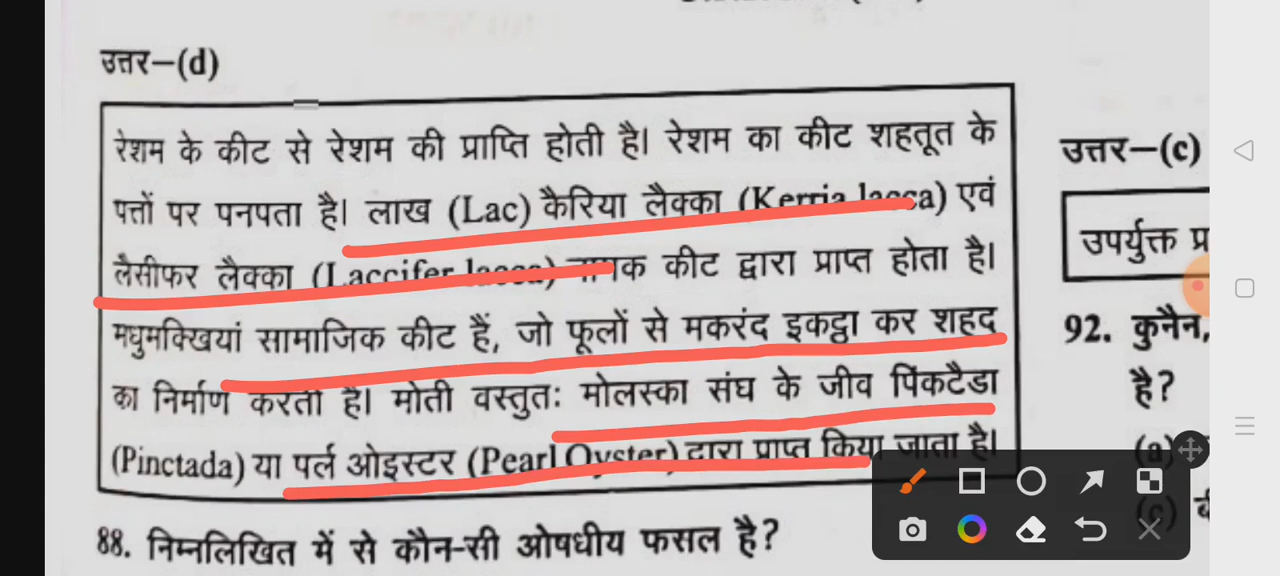 उत्तर–(d)
रेशम के कीट से रेशम की प्राप्ति होती है। रेशम का कीट शहतूत के
पत्तों पर पनपता है। लाख (Lac) कैरिया लैक्का (Kerria lacca) एवं
लैसीफर लैक्का (Laccifer lacca) नामक कीट द्वारा प्राप्त होता है।
मधुमक्खियां सामाजिक कीट हैं, जो फूलों से मकरंद इकट्ठा कर शहद
का निर्माण करती हैं। मोती वस्तुतः मोलस्का संघ के जीव पिंकटैडा
(Pinctada) या पर्ल ओइस्टर (Pearl Oyster) द्वारा प्राप्त किया जाता है।
88. निम्नलिखित में से कौन-सी ओषधीय फसल है?
उत्तर–(c)
उपर्युक्त प्र
92. कुनैन,
है?
(a)
(c)